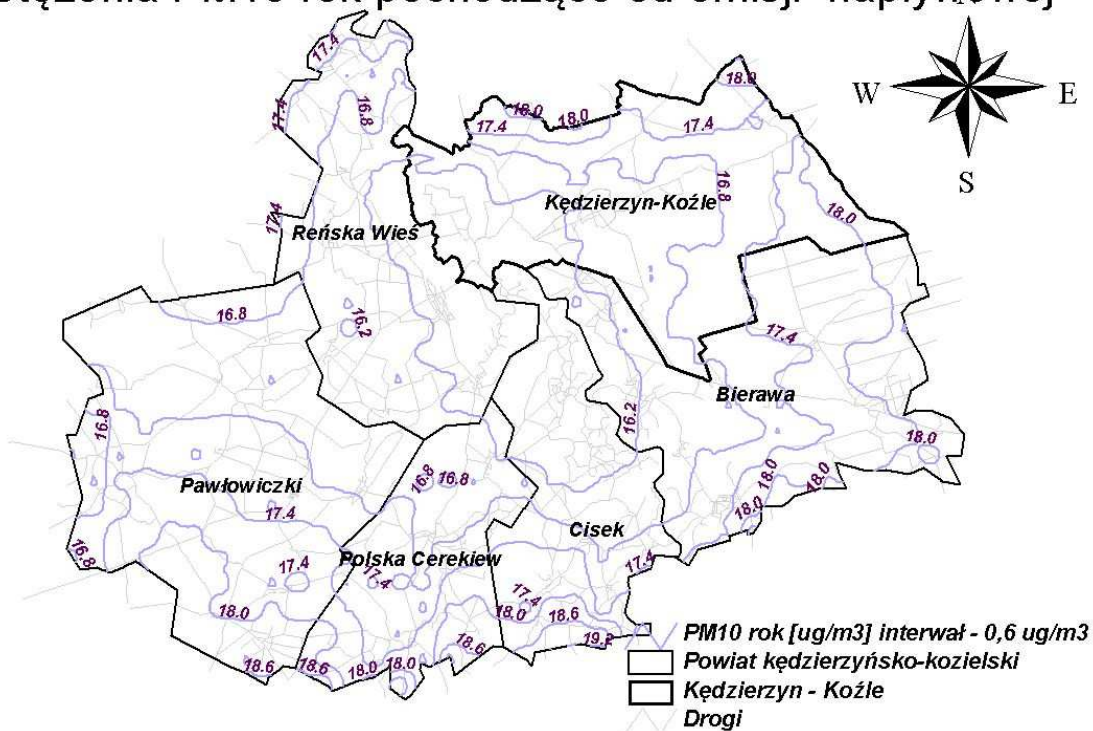 stężenia PM10 rok pochodzące od emisji napływowej
N
W
E
S
17.4
16.8
17.4
17.4
18.0
18.0
18.0
17.4
17.4
16.8
18.0
Kędzierzyn-Koźle
Reńska Wieś
16.8
16.2
17.4
Bierawa
16.8
16.2
18.0
16.8
16.8
18.0
18.0
18.0
Pawłowiczki
17.4
Cisek
16.8
Polska Cerekiew
17.4
17.4
17.4
17.4
18.0
18.0
18.6
19.2
18.6
18.6
18.6
18.0
18.0
PM10 rok [ug/m3] interwał - 0,6 ug/m3
Powiat kędzierzyńsko-kozielski
Kędzierzyn - Koźle
Drogi